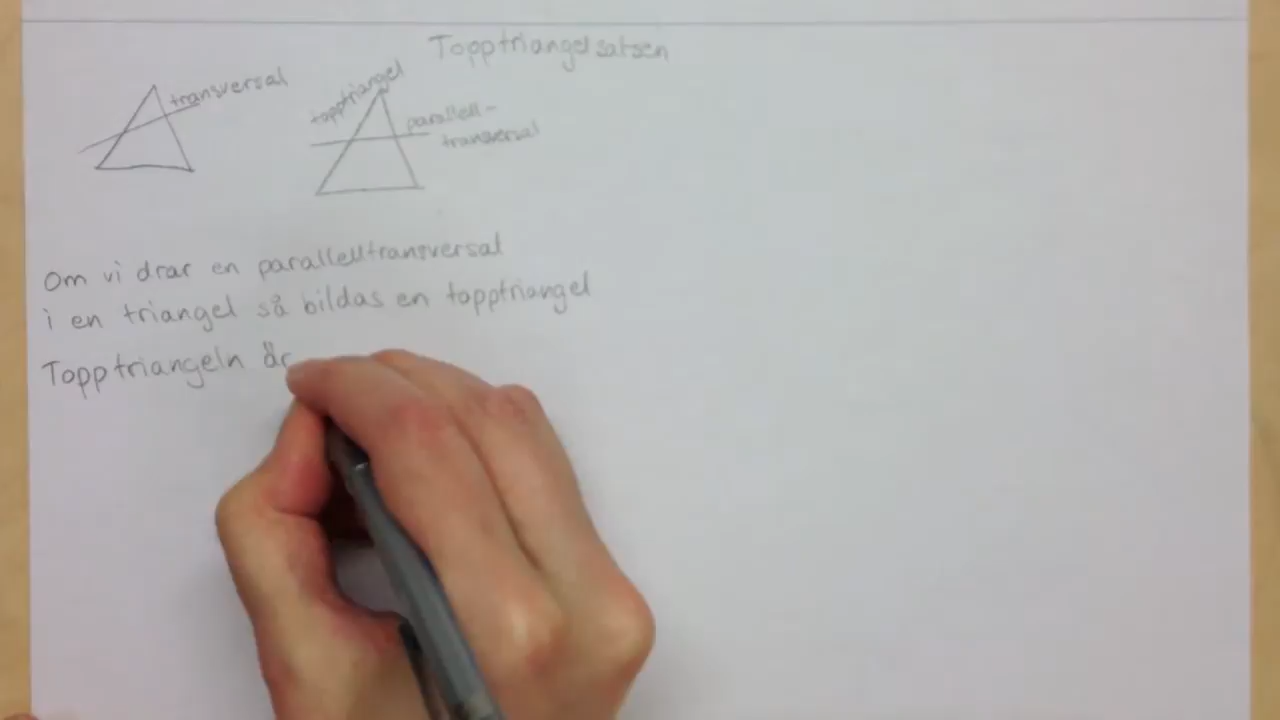 Topptriangelsatsen
transversal
topptriangel
parallell-
transversal
Om vi drar en parallelltransversal
i en triangel så bildas en topptriangel
Topptriangeln är